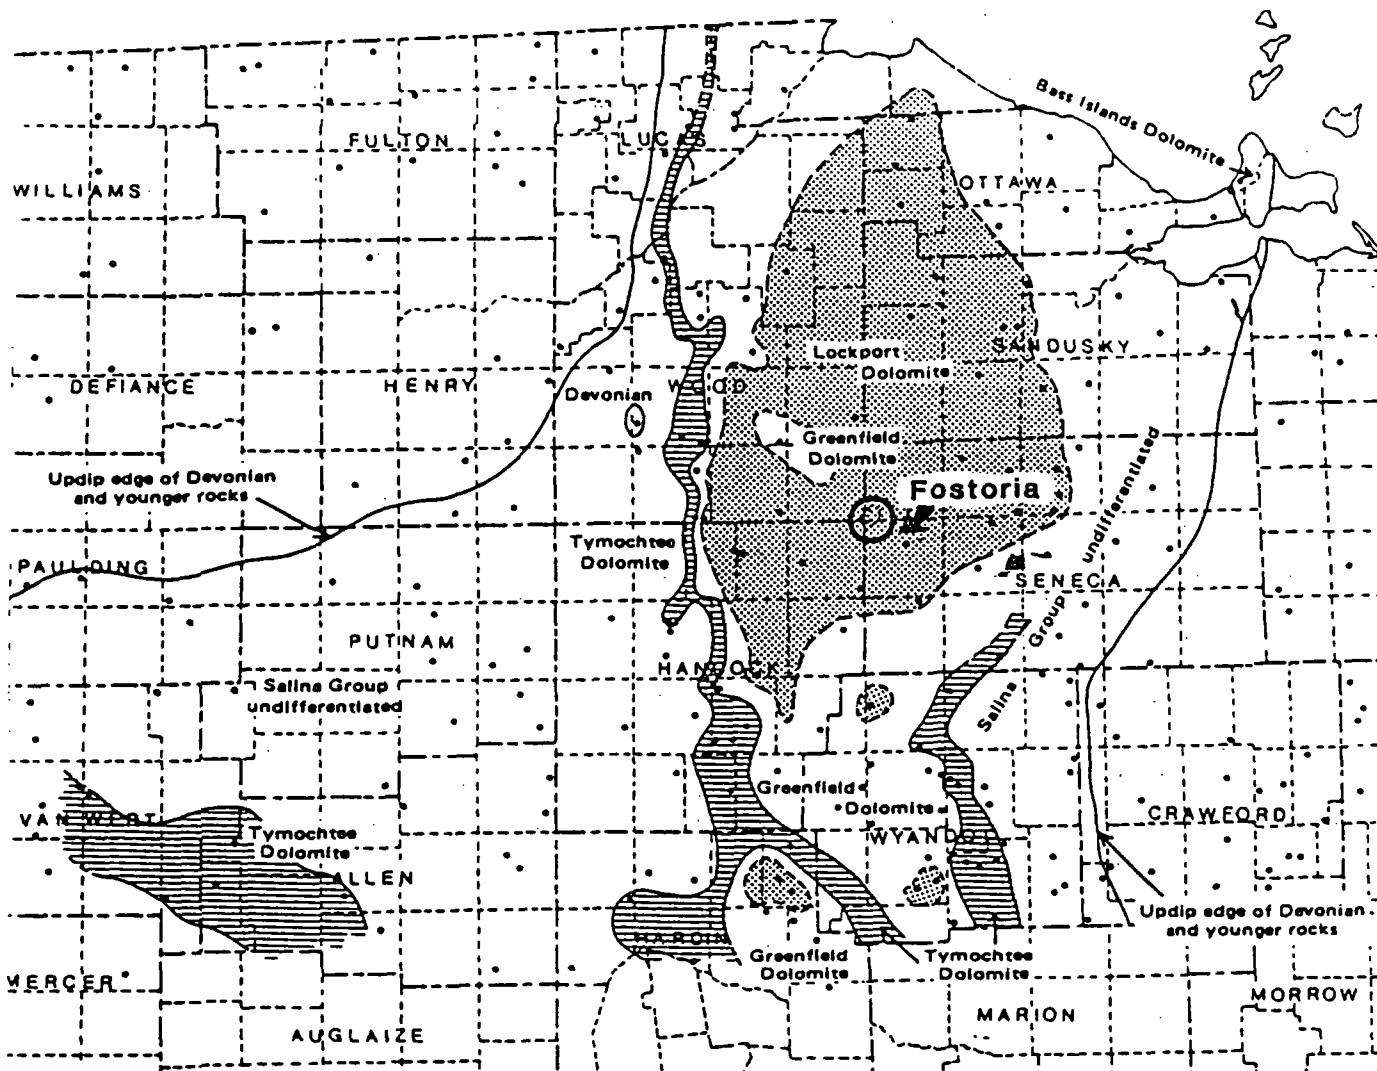 Bass Islands Dolomite
FULTON
LUCAS
WILLIAMS
OTTAWA
Lockport
Dolomite
SANDUSKY
DEFIANCE
HENRY
Devonian
WOOD
Greenfield
Dolomite
Updip edge of Devonian
and younger rocks
Fostoria
Tymochtee
Dolomite
PAULDING
SENECA
Salina Group undifferentiated
PUTNAM
HANCOCK
Salina Group
undifferentiated
Greenfield
Dolomite
VAN WERT
Tymochtee
Dolomite
WYANDOT
CRAWFORD
ALLEN
Updip edge of Devonian
and younger rocks
HARDIN
Greenfield
Dolomite
Tymochtee
Dolomite
MERCER
MORROW
MARION
AUGLAIZE